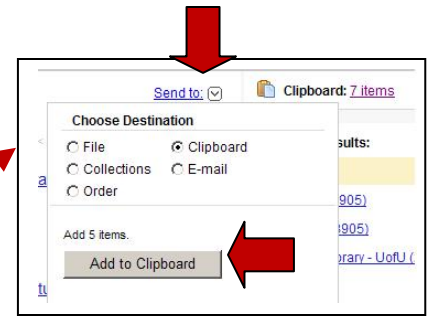 Send to: Clipboard: 7 items
Choose Destination
File Clipboard
Collections E-mail
Order
Add 5 items.
Add to Clipboard
sults:
905)
905)
rary - UofU (